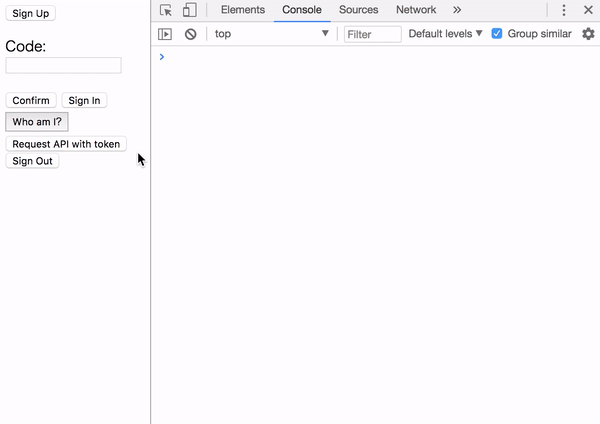 Sign Up
Code:
Confirm Sign In
Who am I?
Request API with token
Sign Out
Elements Console Sources Network »
top Filter Default levels Group similar